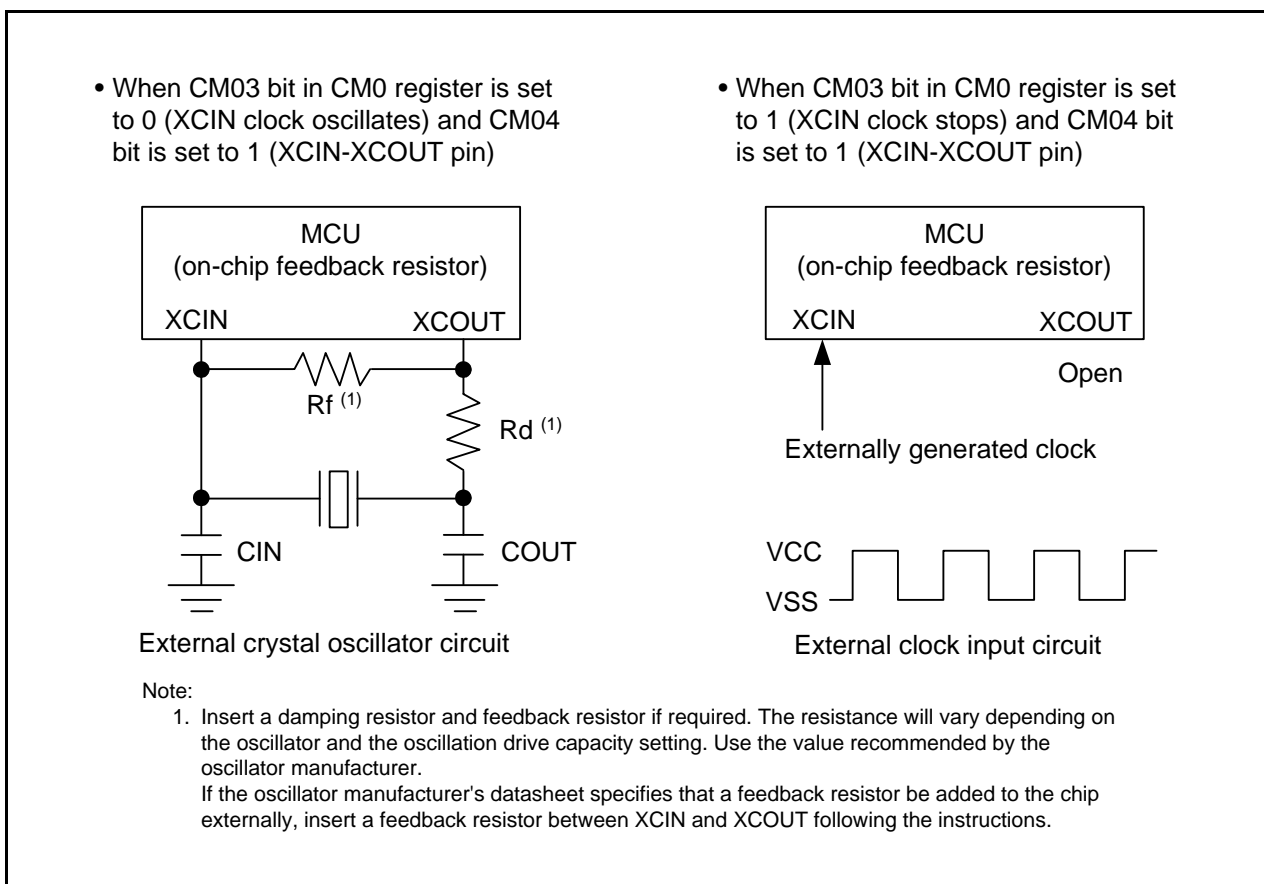 • When CM03 bit in CM0 register is set
to 0 (XCIN clock oscillates) and CM04
bit is set to 1 (XCIN-XCOUT pin)
MCU
(on-chip feedback resistor)
XCIN XCOUT
Rf (1)
Rd (1)
CIN COUT
External crystal oscillator circuit
• When CM03 bit in CM0 register is set
to 1 (XCIN clock stops) and CM04 bit
is set to 1 (XCIN-XCOUT pin)
MCU
(on-chip feedback resistor)
XCIN XCOUT
Open
Externally generated clock
VCC
VSS
External clock input circuit
Note:
1. Insert a damping resistor and feedback resistor if required. The resistance will vary depending on
the oscillator and the oscillation drive capacity setting. Use the value recommended by the
oscillator manufacturer.
If the oscillator manufacturer's datasheet specifies that a feedback resistor be added to the chip
externally, insert a feedback resistor between XCIN and XCOUT following the instructions.